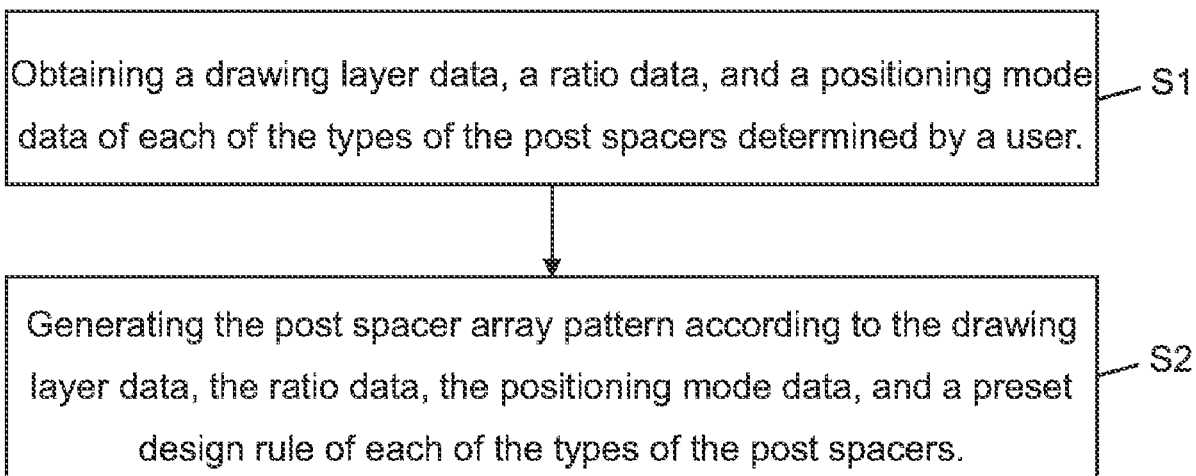 Obtaining a drawing layer data, a ratio data, and a positioning mode
data of each of the types of the post spacers determined by a user.
S1
Generating the post spacer array pattern according to the drawing
layer data, the ratio data, the positioning mode data, and a preset
design rule of each of the types of the post spacers.
S2